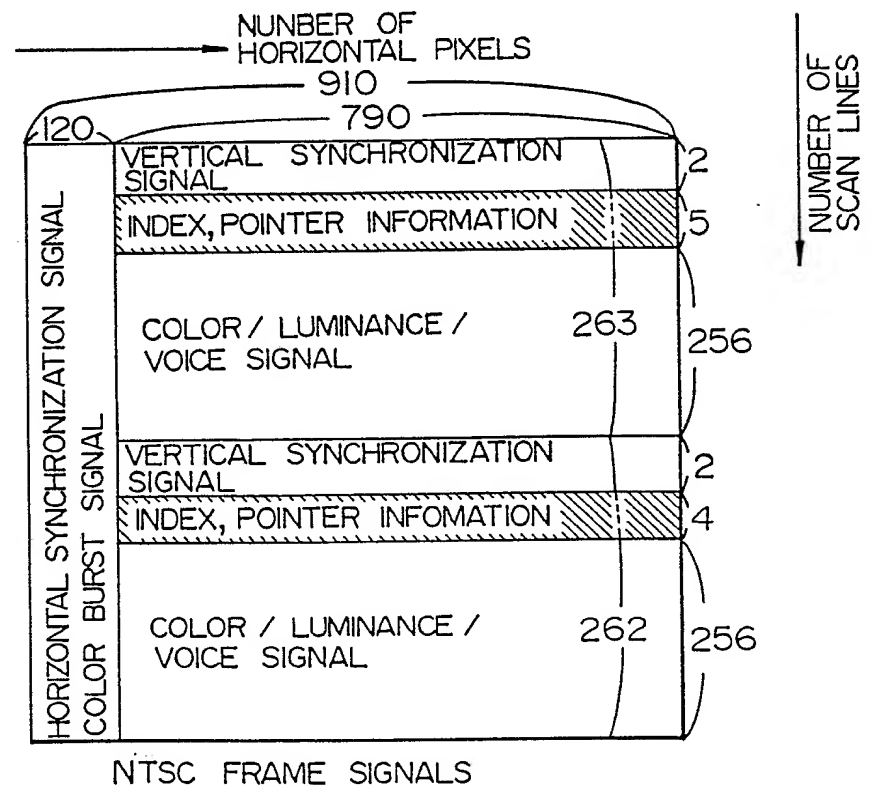 NUNBER OF
HORIZONTAL PIXELS
910
120
790
NUMBER OF
SCAN LINES
HORIZONTAL SYNCHRONIZATION SIGNAL
COLOR BURST SIGNAL
VERTICAL SYNCHRONIZATION
SIGNAL
2
INDEX, POINTER INFORMATION
5
COLOR / LUMINANCE /
VOICE SIGNAL
263
256
VERTICAL SYNCHRONIZATION
SIGNAL
2
INDEX, POINTER INFOMATION
4
COLOR / LUMINANCE /
VOICE SIGNAL
262
256
NTSC FRAME SIGNALS